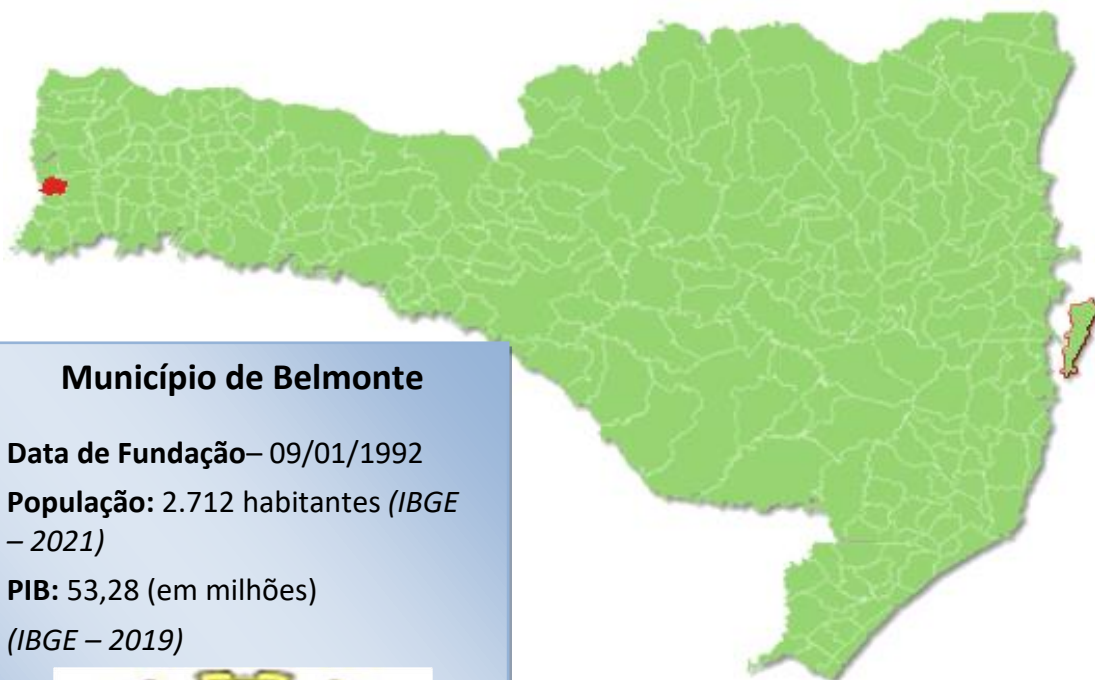 Município de Belmonte
Data de Fundação– 09/01/1992
População: 2.712 habitantes (IBGE
– 2021)
PIB: 53,28 (em milhões)
(IBGE – 2019)